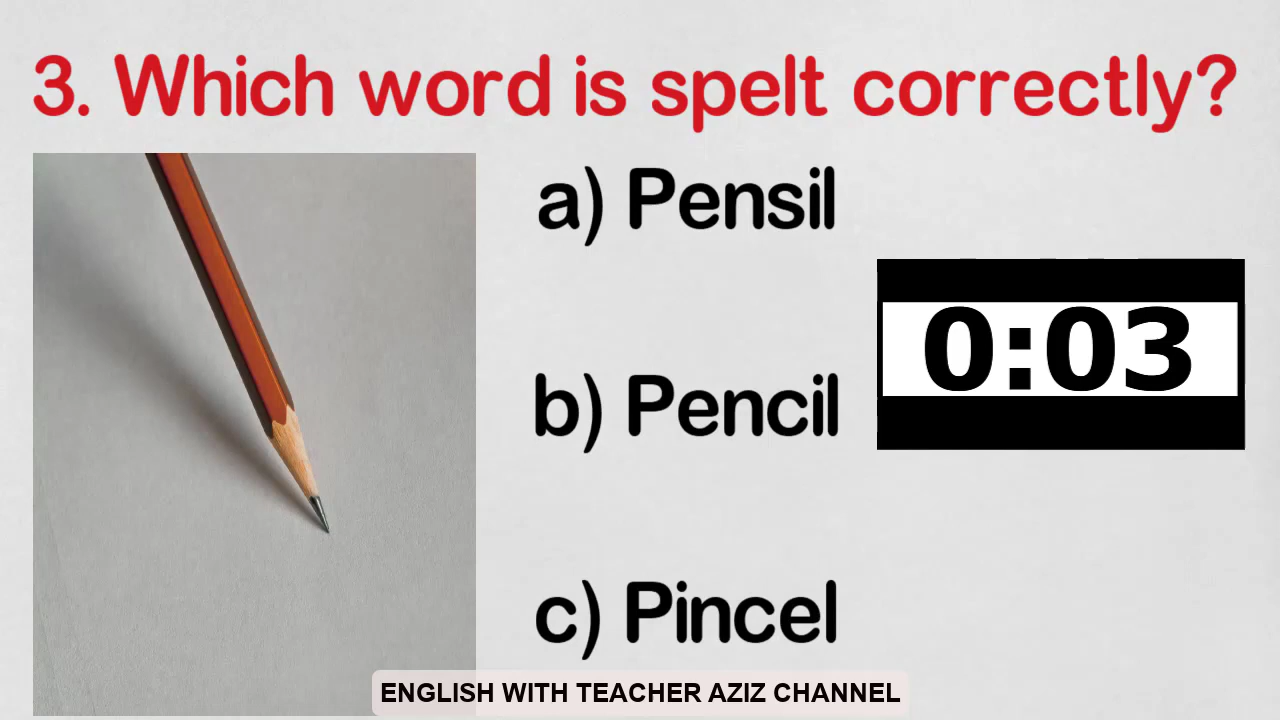 3. Which word is spelt correctly?
a) Pensil
b) Pencil
0:03
c) Pincel
ENGLISH WITH TEACHER AZIZ CHANNEL